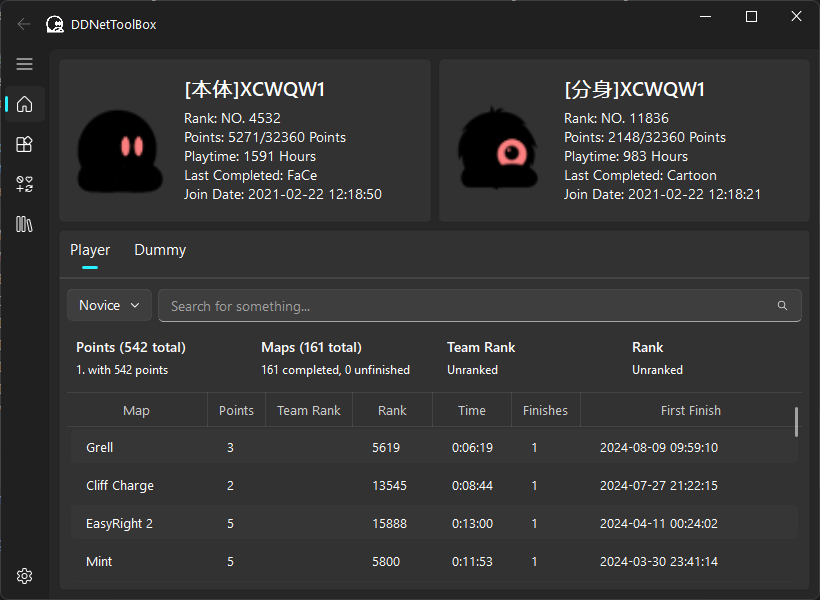 DDNetToolBox
[本体]XCWQW1
Rank: NO. 4532
Points: 5271/32360 Points
Playtime: 1591 Hours
Last Completed: FaCe
Join Date: 2021-02-22 12:18:50
[分身]XCWQW1
Rank: NO. 11836
Points: 2148/32360 Points
Playtime: 983 Hours
Last Completed: Cartoon
Join Date: 2021-02-22 12:18:21
Player Dummy
Novice Search for something...
Points (542 total) Maps (161 total) Team Rank Rank
1. with 542 points 161 completed, 0 unfinished Unranked Unranked
Map Points Team Rank Rank Time Finishes First Finish
Grell 3 5619 0:06:19 1 2024-08-09 09:59:10
Cliff Charge 2 13545 0:08:44 1 2024-07-27 21:22:15
EasyRight 2 5 15888 0:13:00 1 2024-04-11 00:24:02
Mint 5 5800 0:11:53 1 2024-03-30 23:41:14